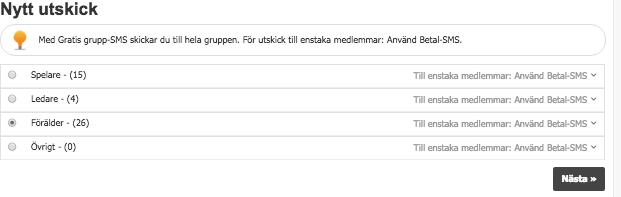 Nytt utskick
Med Gratis grupp-SMS skickar du till hela gruppen. För utskick till enstaka medlemmar: Använd Betal-SMS.
Spelare - (15) Till enstaka medlemmar: Använd Betal-SMS
Ledare - (4) Till enstaka medlemmar: Använd Betal-SMS
Förälder - (26) Till enstaka medlemmar: Använd Betal-SMS
Övrigt - (0) Till enstaka medlemmar: Använd Betal-SMS
Nästa »